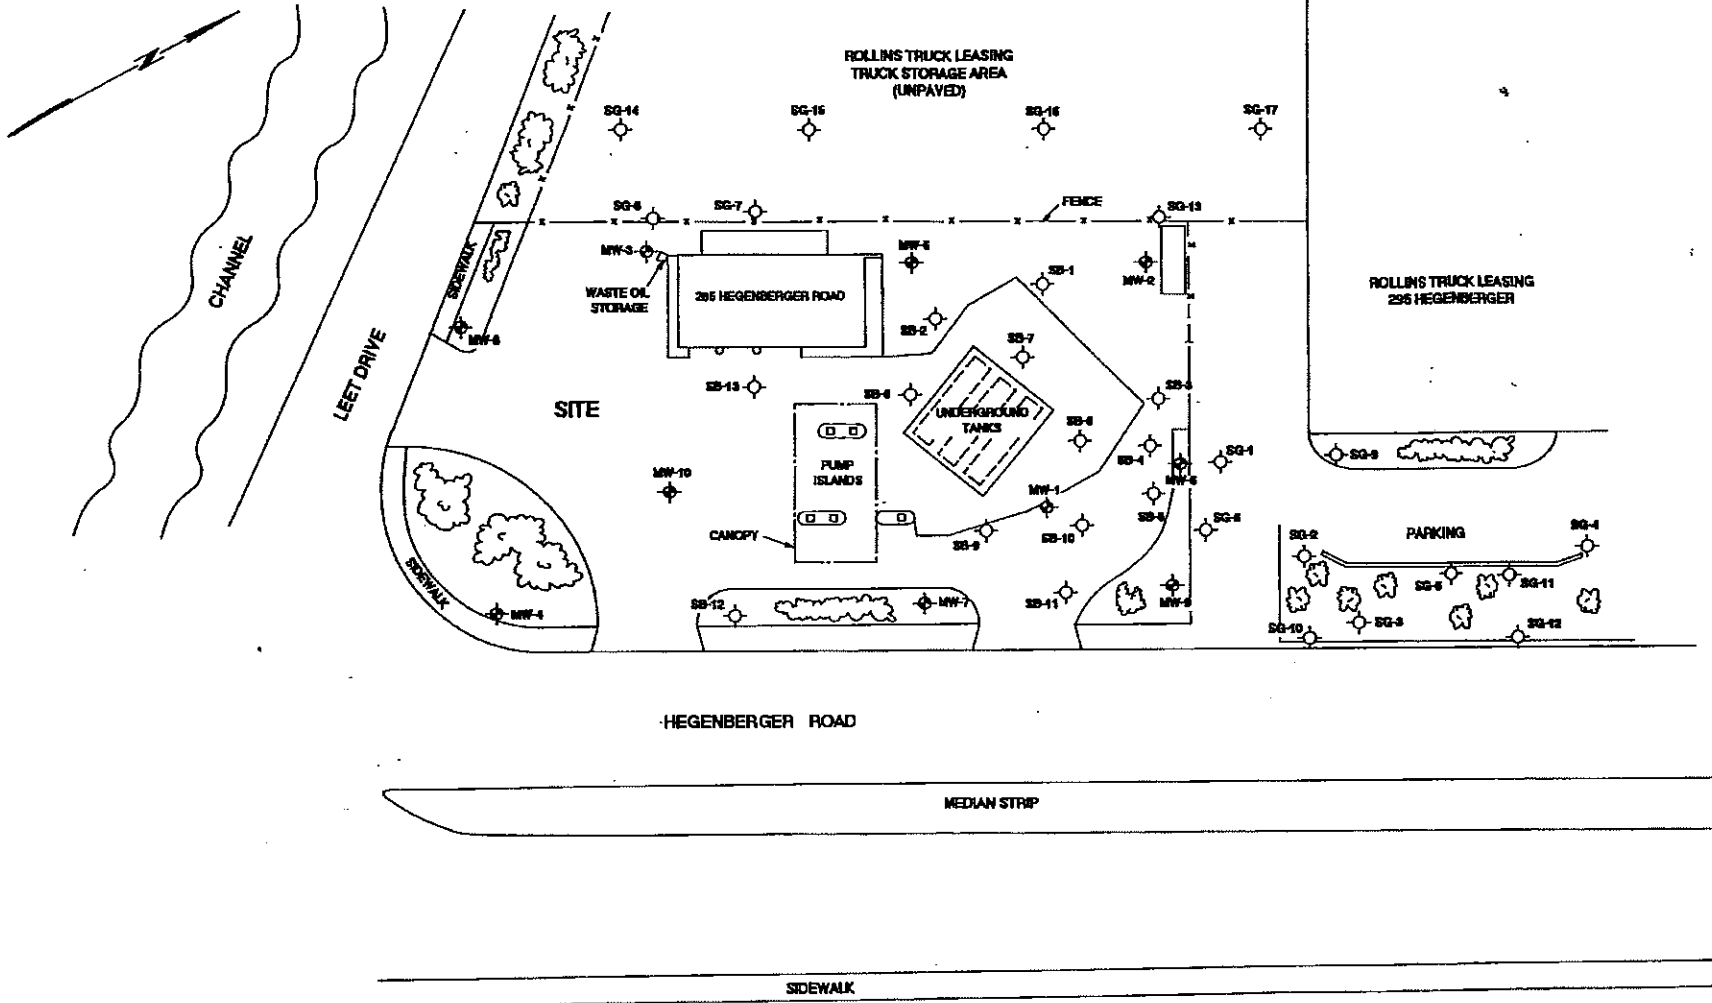 N
ROLLINS TRUCK LEASING
TRUCK STORAGE AREA
(UNPAVED)
SG-14
SG-15
SG-16
SG-17
SG-6
SG-7
FENCE
SG-13
CHANNEL
SIDEWALK
MW-3
WASTE OIL
STORAGE
285 HEGENBERGER ROAD
MW-5
SB-1
MW-2
ROLLINS TRUCK LEASING
295 HEGENBERGER
SB-2
MW-8
SB-7
LEET DRIVE
SB-13
SITE
UNDERGROUND
TANKS
SB-3
SB-6
SB-4
SG-1
SG-9
MW-10
PUMP
ISLANDS
MW-6
MW-1
CANOPY
SB-9
SB-10
SG-2
PARKING
SG-4
SIDEWALK
MW-4
SB-12
MW-7
SB-11
MW-9
SG-11
SG-10
SG-3
SG-12
HEGENBERGER ROAD
MEDIAN STRIP
SIDEWALK